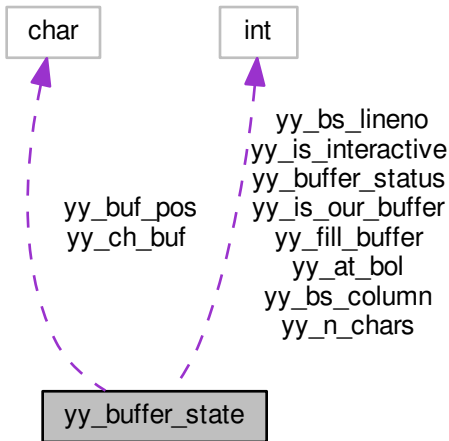 char
int
yy_buf_pos
yy_ch_buf
yy_bs_lineno
yy_is_interactive
yy_buffer_status
yy_is_our_buffer
yy_fill_buffer
yy_at_bol
yy_bs_column
yy_n_chars
yy_buffer_state